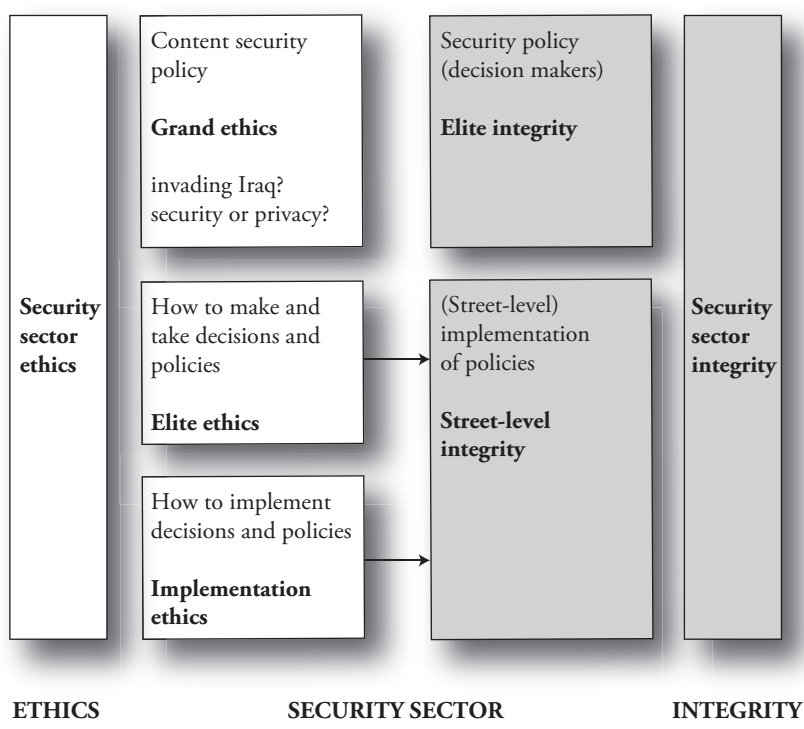 Security
sector
ethics
Content security
policy
Grand ethics
invading Iraq?
security or privacy?
How to make and
take decisions and
policies
Elite ethics
How to implement
decisions and policies
Implementation
ethics
Security policy
(decision makers)
Elite integrity
(Street-level)
implementation
of policies
Street-level
integrity
Security
sector
integrity
ETHICS
SECURITY SECTOR
INTEGRITY